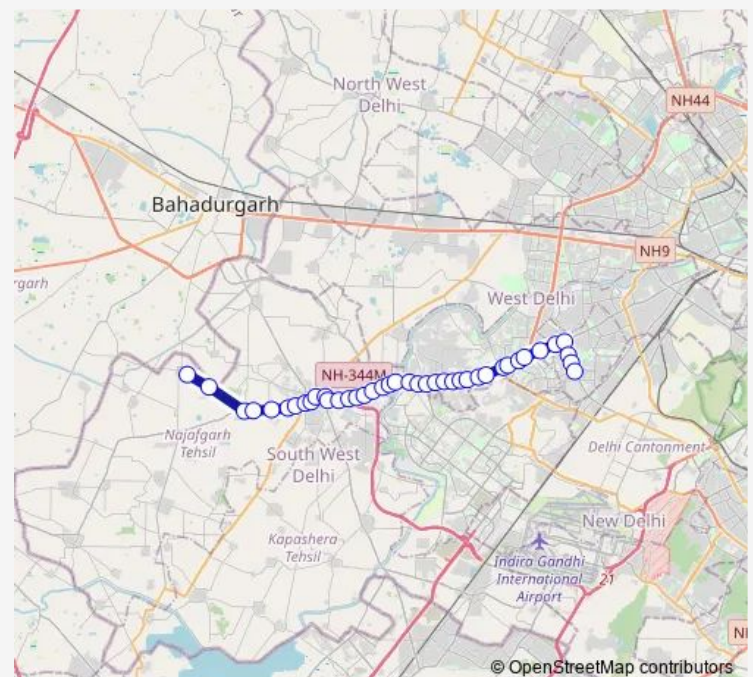 North West
Delhi
NH44
Bahadurgarh
NH9
rgarh
West Delhi
NH-344M
Najafgarh
Tehsil
South West
Delhi
Delhi Cantonment
New Delhi
Kapashera
Tehsil
Indira Gandhi
International
Airport
21
© OpenStreetMap contributors